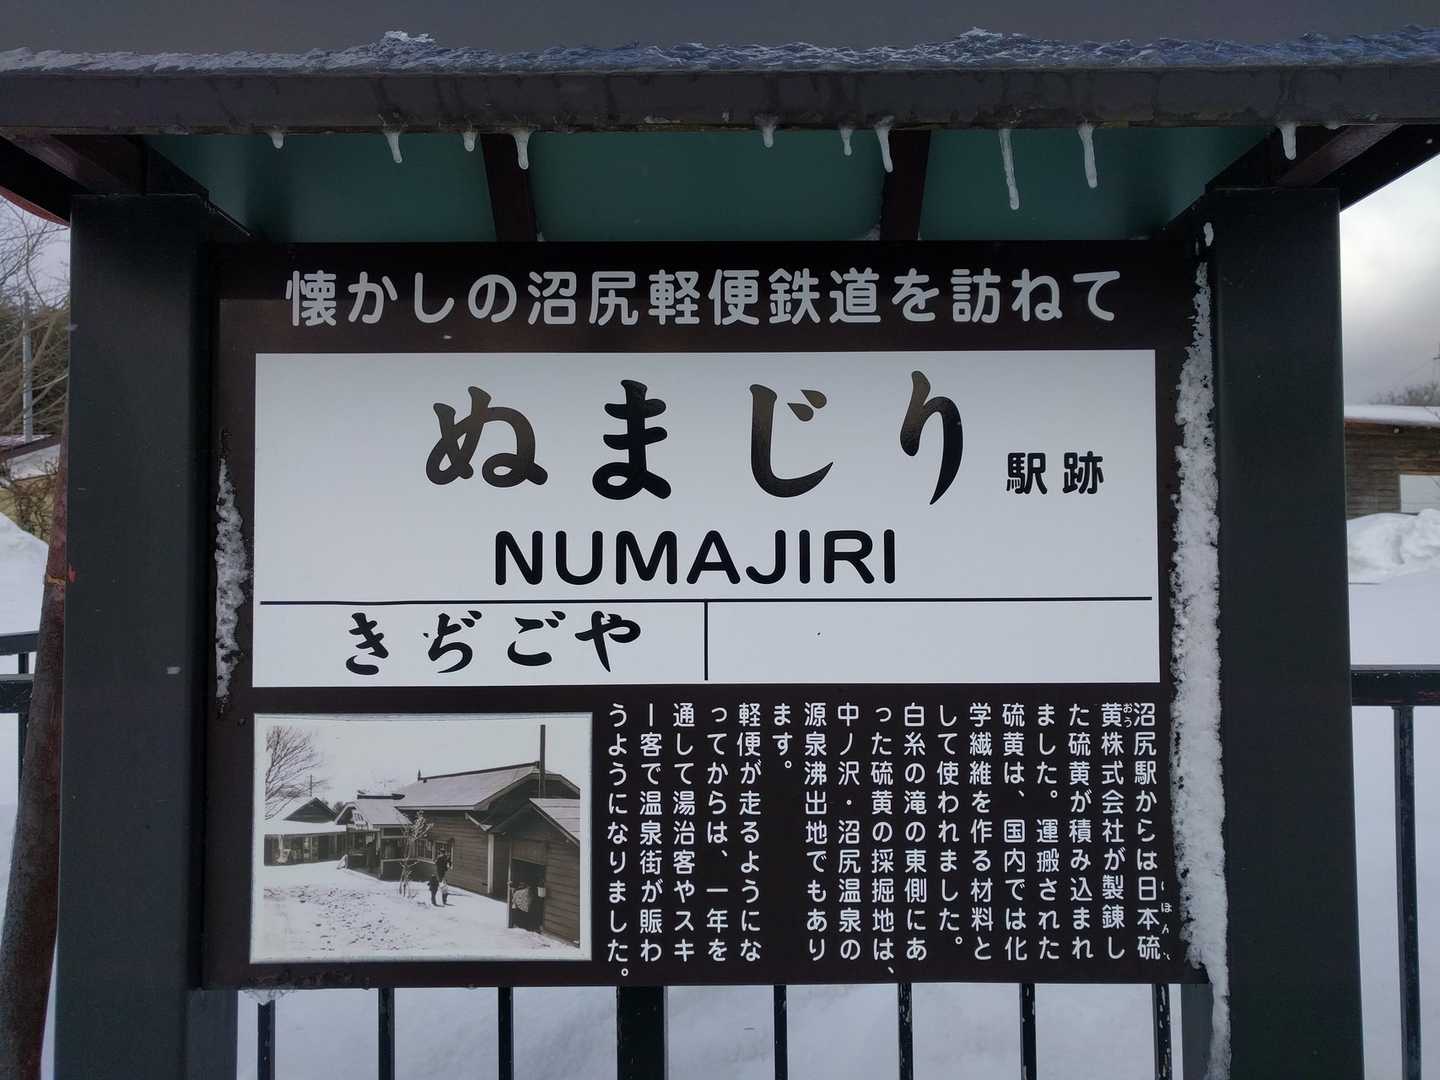 懐かしの沼尻軽便鉄道を訪ねて
ぬまじり駅跡
NUMAJIRI
きぢごや
沼尻駅からは日本硫
黄株式会社が製錬し
た硫黄が積み込まれ
ました。運搬された
硫黄は、国内では化
学繊維を作る材料と
して使われました。
白糸の滝の東側にあ
った硫黄の採掘地は、
中ノ沢・沼尻温泉の
源泉沸出地でもあり
ます。
軽便が走るようにな
ってからは、一年を
通して湯治客やスキ
ー客で温泉街が賑わ
うようになりました。